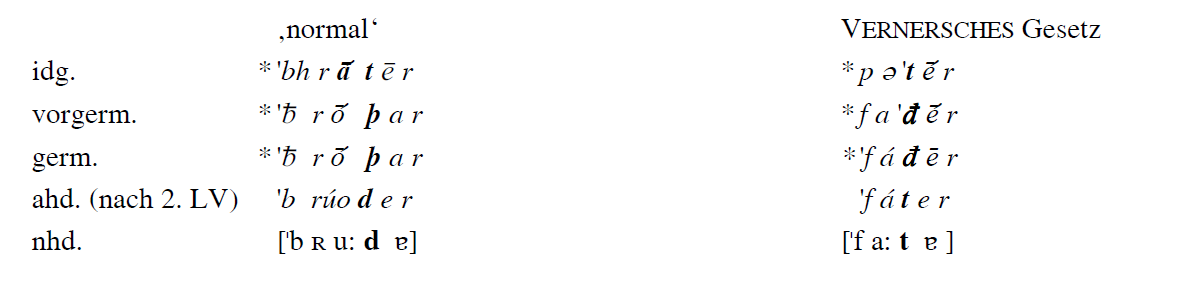 ‚normal‘ VERNERSCHES Gesetz
idg. *'bh r ā́ t ē r *p ə't ḗ r
vorgerm. *'ƀ r ṓ þ a r *f a 'đ ḗ r
germ. *'ƀ r ṓ þ a r *'f á đ ē r
ahd. (nach 2. LV) 'b rúo d e r 'f á t e r
nhd. ['b ʀ u: d ɐ] ['f a: t ɐ ]